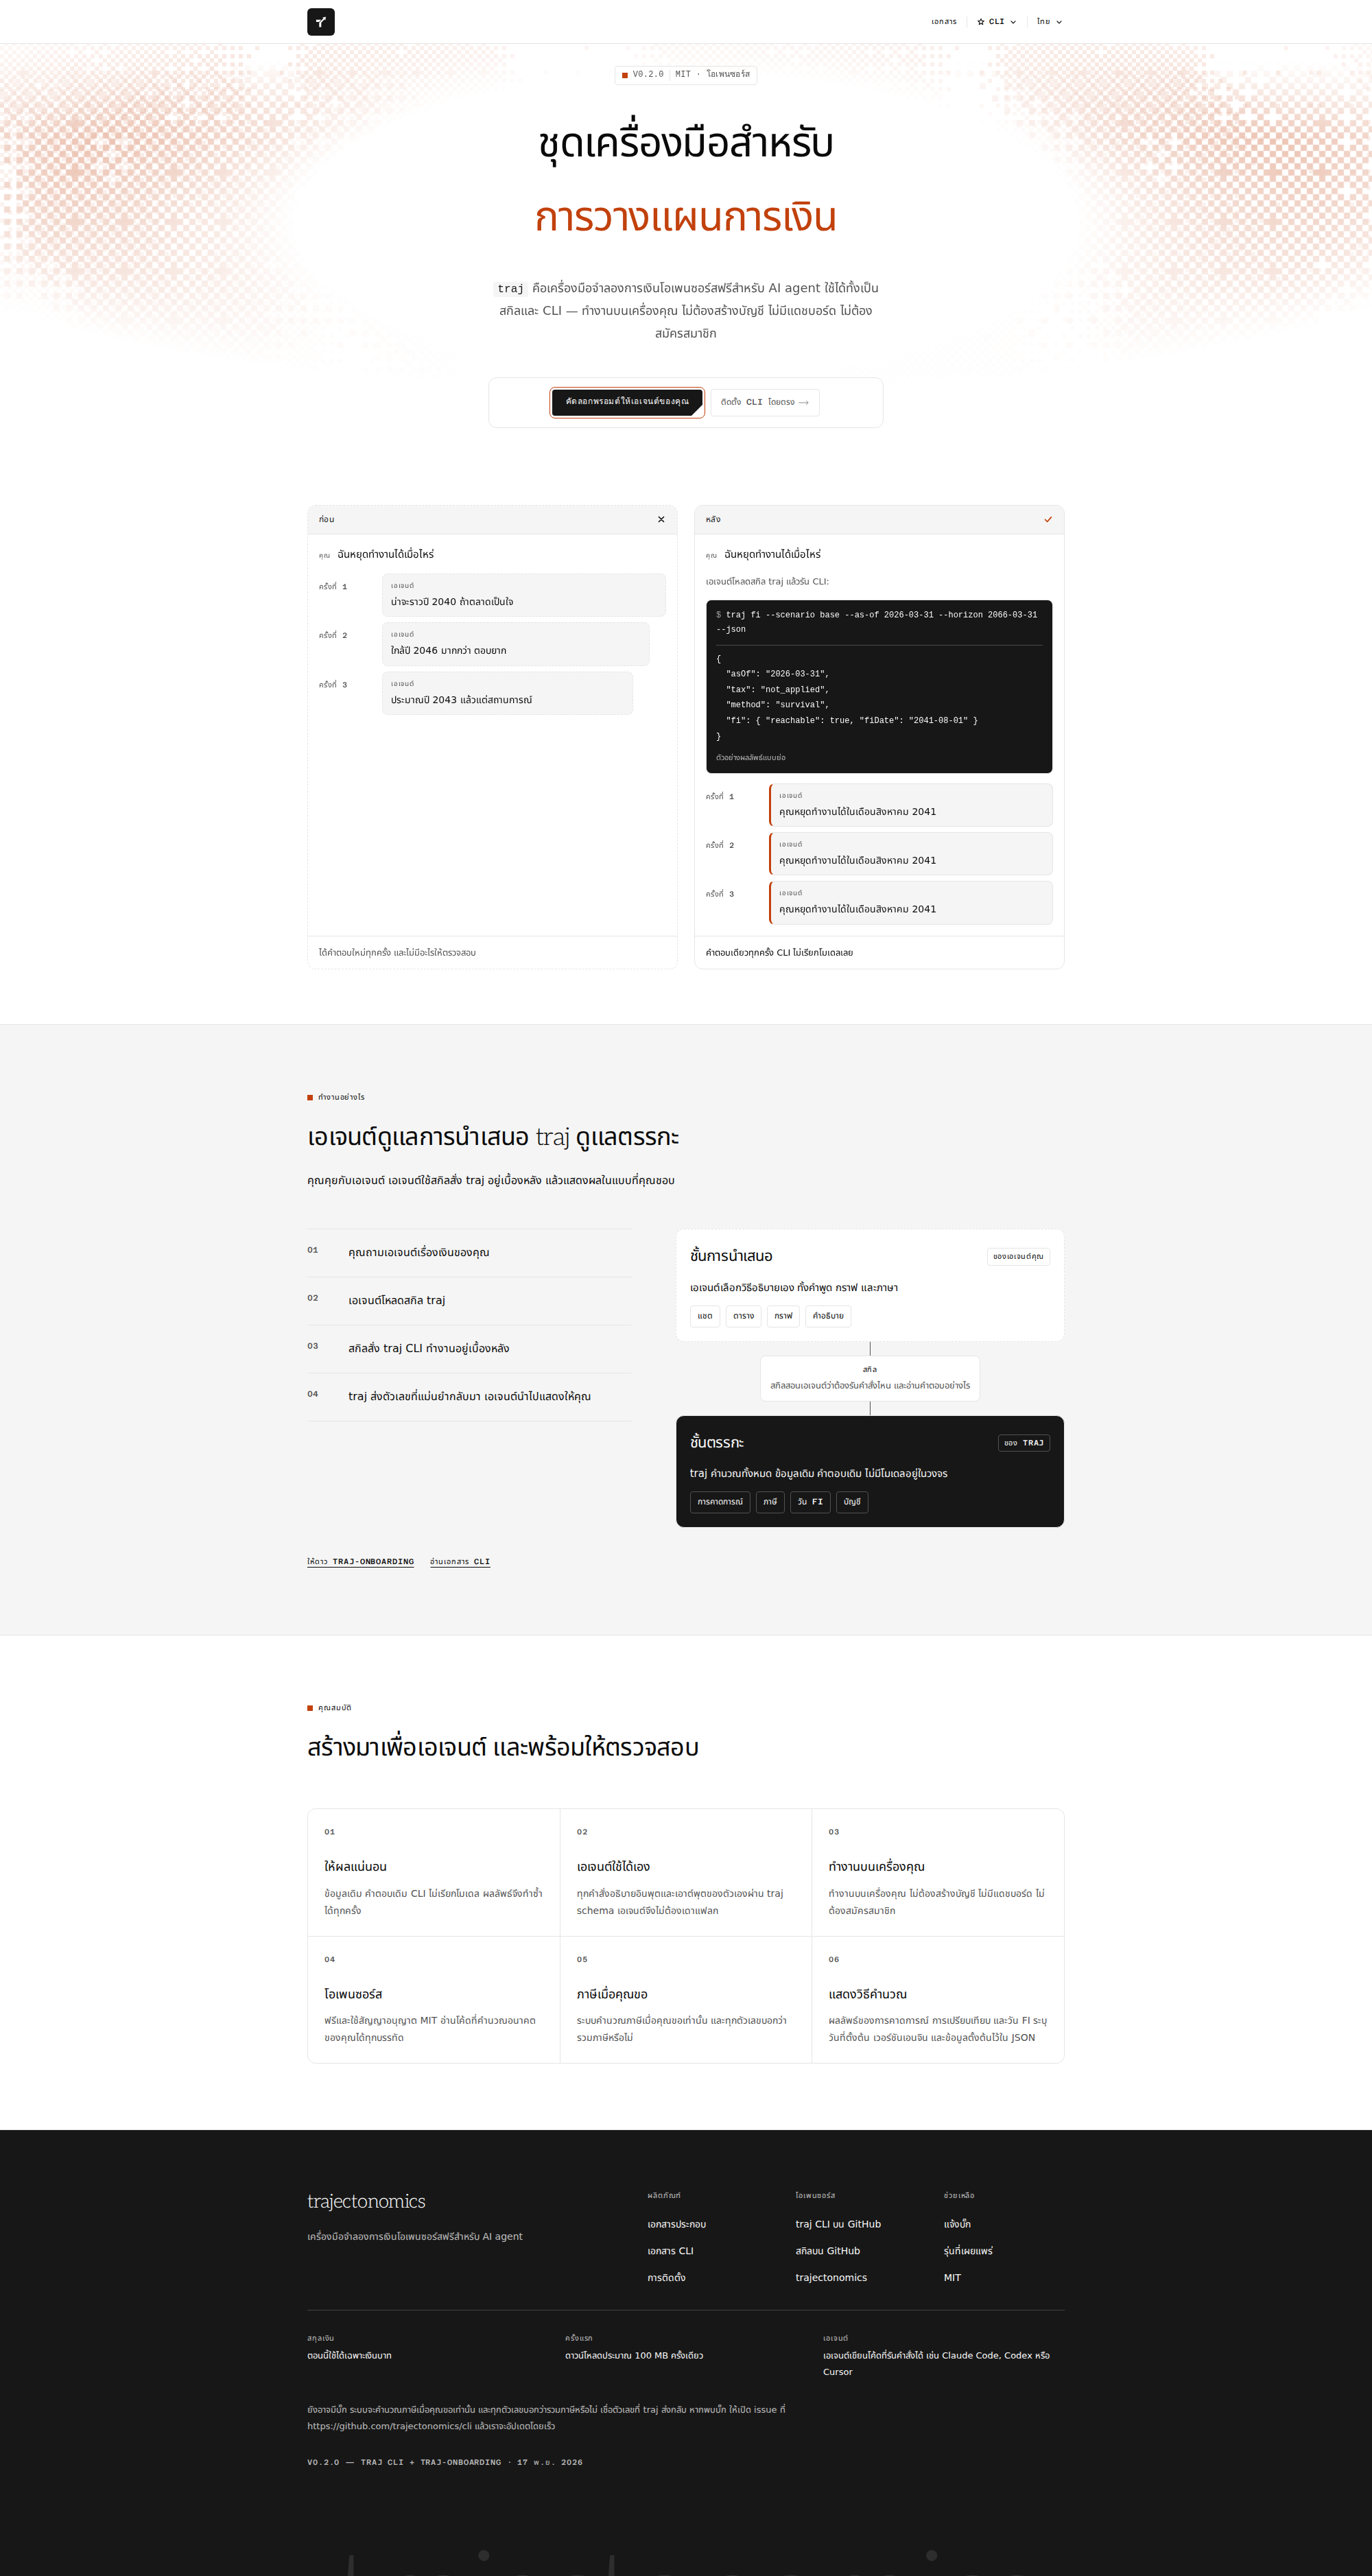 เอกสาร
CLI
ไทย
V0.2.0 MIT · โอเพนซอร์ส
ชุดเครื่องมือสำหรับ
การวางแผนการเงิน
traj คือเครื่องมือจำลองการเงินโอเพนซอร์สฟรีสำหรับ AI agent ใช้ได้ทั้งเป็น
สกิลและ CLI — ทำงานบนเครื่องคุณ ไม่ต้องสร้างบัญชี ไม่มีแดชบอร์ด ไม่ต้อง
สมัครสมาชิก
คัดลอกพรอมต์ให้เอเจนต์ของคุณ
ติดตั้ง CLI โดยตรง →
ก่อน
คุณ ฉันหยุดทำงานได้เมื่อไหร่
ครั้งที่ 1
เอเจนต์
น่าจะราวปี 2040 ถ้าตลาดเป็นใจ
ครั้งที่ 2
เอเจนต์
ใกล้ปี 2046 มากกว่า ตอบยาก
ครั้งที่ 3
เอเจนต์
ประมาณปี 2043 แล้วแต่สถานการณ์
ได้คำตอบใหม่ทุกครั้ง และไม่มีอะไรให้ตรวจสอบ
หลัง
คุณ ฉันหยุดทำงานได้เมื่อไหร่
เอเจนต์โหลดสกิล traj แล้วรัน CLI:
$ traj fi --scenario base --as-of 2026-03-31 --horizon 2066-03-31
--json
{
"asOf": "2026-03-31",
"tax": "not_applied",
"method": "survival",
"fi": { "reachable": true, "fiDate": "2041-08-01" }
}
ตัวอย่างผลลัพธ์แบบย่อ
ครั้งที่ 1
เอเจนต์
คุณหยุดทำงานได้ในเดือนสิงหาคม 2041
ครั้งที่ 2
เอเจนต์
คุณหยุดทำงานได้ในเดือนสิงหาคม 2041
ครั้งที่ 3
เอเจนต์
คุณหยุดทำงานได้ในเดือนสิงหาคม 2041
คำตอบเดียวทุกครั้ง CLI ไม่เรียกโมเดลเลย
ทำงานอย่างไร
เอเจนต์ดูแลการนำเสนอ traj ดูแลตรรกะ
คุณคุยกับเอเจนต์ เอเจนต์ใช้สกิลสั่ง traj อยู่เบื้องหลัง แล้วแสดงผลในแบบที่คุณชอบ
01 คุณถามเอเจนต์เรื่องเงินของคุณ
02 เอเจนต์โหลดสกิล traj
03 สกิลสั่ง traj CLI ทำงานอยู่เบื้องหลัง
04 traj ส่งตัวเลขที่แม่นยำกลับมา เอเจนต์นำไปแสดงให้คุณ
ชั้นการนำเสนอ
ของเอเจนต์คุณ
เอเจนต์เลือกวิธีอธิบายเอง ทั้งคำพูด กราฟ และภาษา
แชต ตาราง กราฟ คำอธิบาย
สกิล
สกิลสอนเอเจนต์ว่าต้องรันคำสั่งไหน และอ่านคำตอบอย่างไร
ชั้นตรรกะ
ของ TRAJ
traj คำนวณทั้งหมด ข้อมูลเดิม คำตอบเดิม ไม่มีโมเดลอยู่ในวงจร
การคาดการณ์ ภาษี วัน FI บัญชี
ให้ดาว TRAJ-ONBOARDING อ่านเอกสาร CLI
คุณสมบัติ
สร้างมาเพื่อเอเจนต์ และพร้อมให้ตรวจสอบ
01
ให้ผลแน่นอน
ข้อมูลเดิม คำตอบเดิม CLI ไม่เรียกโมเดล ผลลัพธ์จึงทำซ้ำ
ได้ทุกครั้ง
02
เอเจนต์ใช้ได้เอง
ทุกคำสั่งอธิบายอินพุตและเอาต์พุตของตัวเองผ่าน traj
schema เอเจนต์จึงไม่ต้องเดาแฟลก
03
ทำงานบนเครื่องคุณ
ทำงานบนเครื่องคุณ ไม่ต้องสร้างบัญชี ไม่มีแดชบอร์ด ไม่
ต้องสมัครสมาชิก
04
โอเพนซอร์ส
ฟรีและใช้สัญญาอนุญาต MIT อ่านโค้ดที่คำนวณอนาคต
ของคุณได้ทุกบรรทัด
05
ภาษีเมื่อคุณขอ
ระบบคำนวณภาษีเมื่อคุณขอเท่านั้น และทุกตัวเลขบอกว่า
รวมภาษีหรือไม่
06
แสดงวิธีคำนวณ
ผลลัพธ์ของการคาดการณ์ การเปรียบเทียบ และวัน FI ระบุ
วันที่ตั้งต้น เวอร์ชันเอนจิน และข้อมูลตั้งต้นไว้ใน JSON
trajectonomics
เครื่องมือจำลองการเงินโอเพนซอร์สฟรีสำหรับ AI agent
ผลิตภัณฑ์
เอกสารประกอบ
เอกสาร CLI
การติดตั้ง
โอเพนซอร์ส
traj CLI บน GitHub
สกิลบน GitHub
trajectonomics
ช่วยเหลือ
แจ้งบั๊ก
รุ่นที่เผยแพร่
MIT
สกุลเงิน
ตอนนี้ใช้ได้เฉพาะเงินบาท
ครั้งแรก
ดาวน์โหลดประมาณ 100 MB ครั้งเดียว
เอเจนต์
เอเจนต์เขียนโค้ดที่รันคำสั่งได้ เช่น Claude Code, Codex หรือ
Cursor
ยังอาจมีบั๊ก ระบบจะคำนวณภาษีเมื่อคุณขอเท่านั้น และทุกตัวเลขบอกว่ารวมภาษีหรือไม่ เชื่อตัวเลขที่ traj ส่งกลับ หากพบบั๊ก ให้เปิด issue ที่
https://github.com/trajectonomics/cli แล้วเราจะอัปเดตโดยเร็ว
V0.2.0 — TRAJ CLI + TRAJ-ONBOARDING · 17 พ.ย. 2026